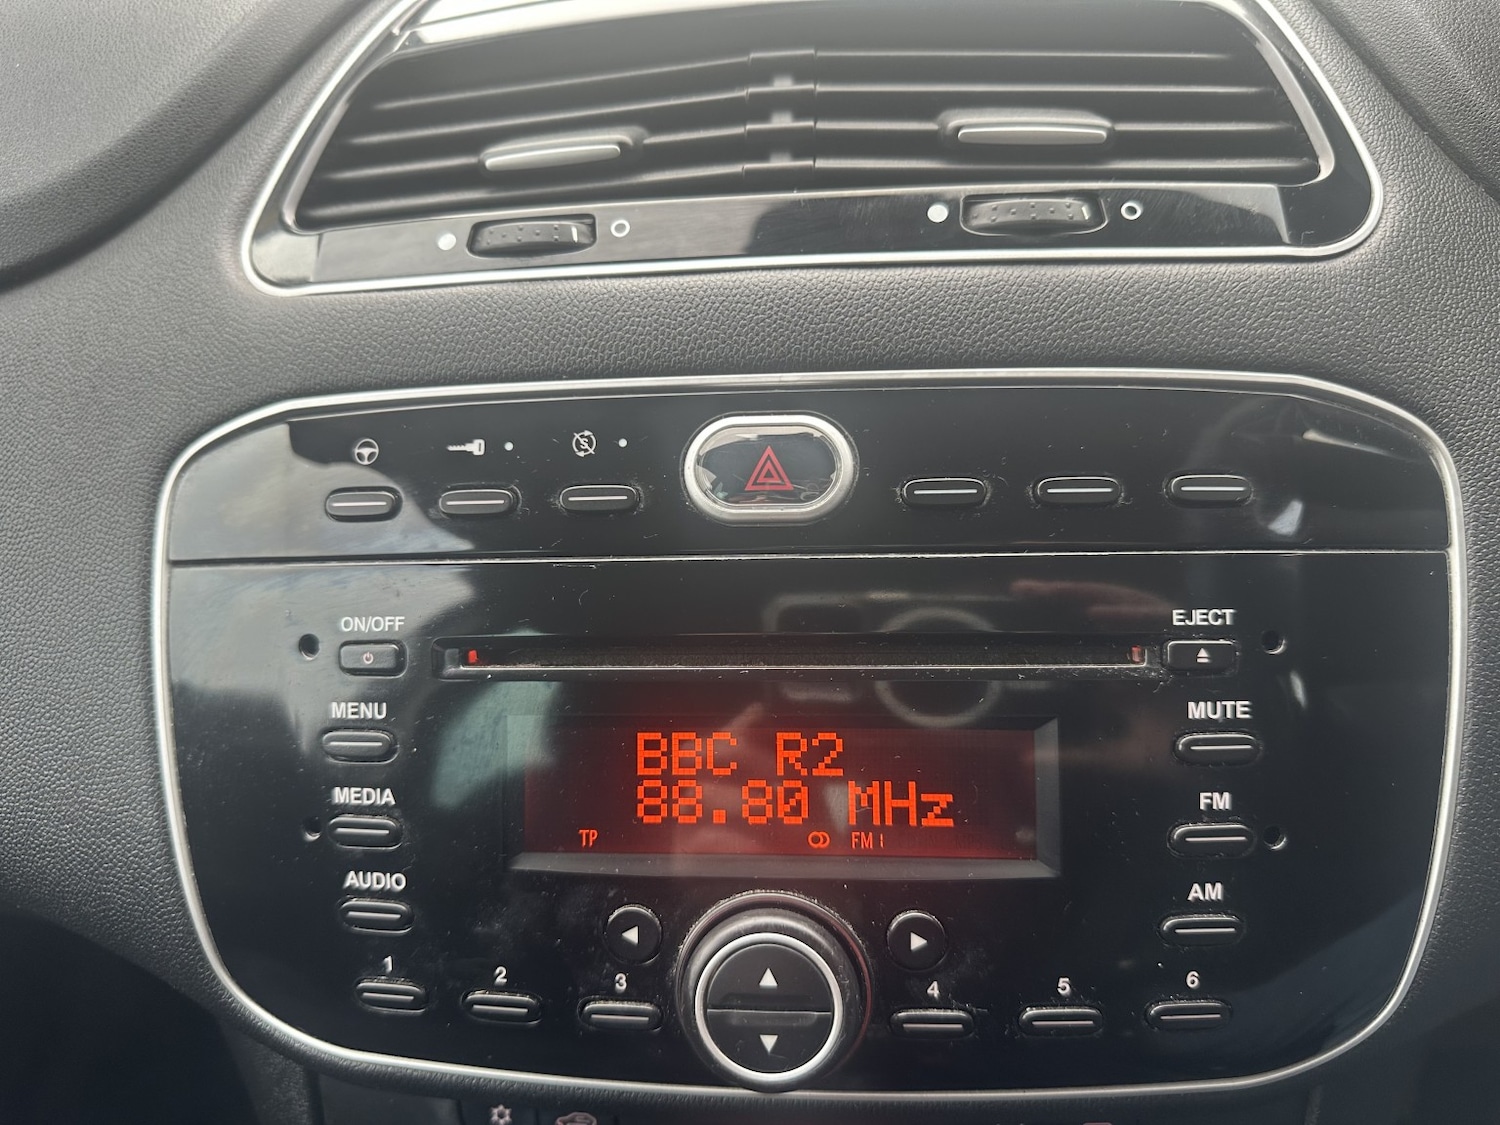 ON/OFF
EJECT
MENU
MUTE
BBC R2
88.80 MHz
MEDIA
FM
TP
FM1
AUDIO
AM
1
2
3
4
5
6